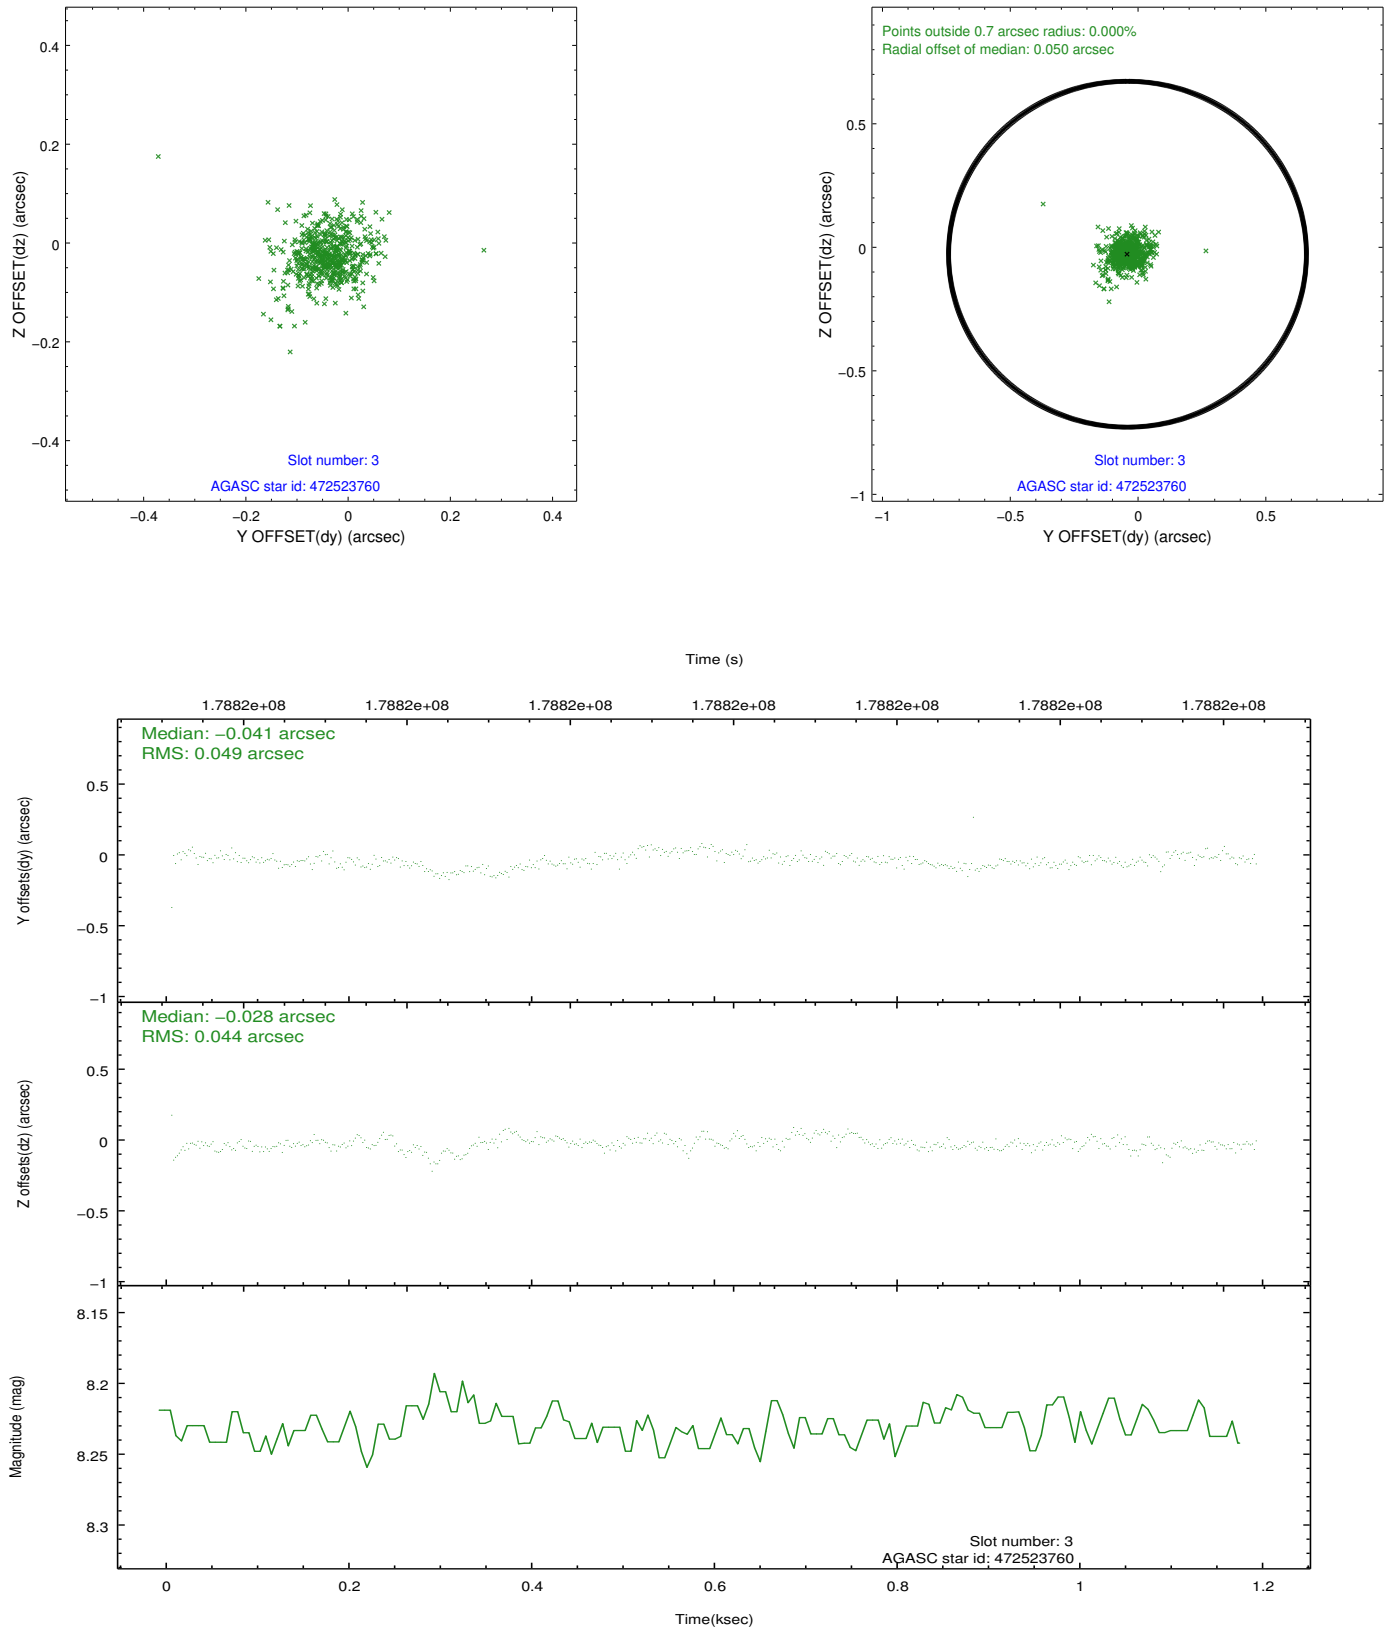 0.4
0.2
0
−0.2
−0.4
Z OFFSET(dz) (arcsec)
Slot number: 3
AGASC star id: 472523760
−0.4 −0.2 0 0.2 0.4
Y OFFSET(dy) (arcsec)
Points outside 0.7 arcsec radius: 0.000%
Radial offset of median: 0.050 arcsec
0.5
0
−0.5
−1
Z OFFSET(dz) (arcsec)
Slot number: 3
AGASC star id: 472523760
−1 −0.5 0 0.5
Y OFFSET(dy) (arcsec)
Time (s)
1.7882e+08 1.7882e+08 1.7882e+08 1.7882e+08 1.7882e+08 1.7882e+08 1.7882e+08
Median: −0.041 arcsec
RMS: 0.049 arcsec
0.5
0
−0.5
−1
Y offsets(dy) (arcsec)
Median: −0.028 arcsec
RMS: 0.044 arcsec
0.5
0
−0.5
−1
Z offsets(dz) (arcsec)
8.15
8.2
8.25
8.3
Magnitude (mag)
Slot number: 3
AGASC star id: 472523760
0 0.2 0.4 0.6 0.8 1 1.2
Time(ksec)